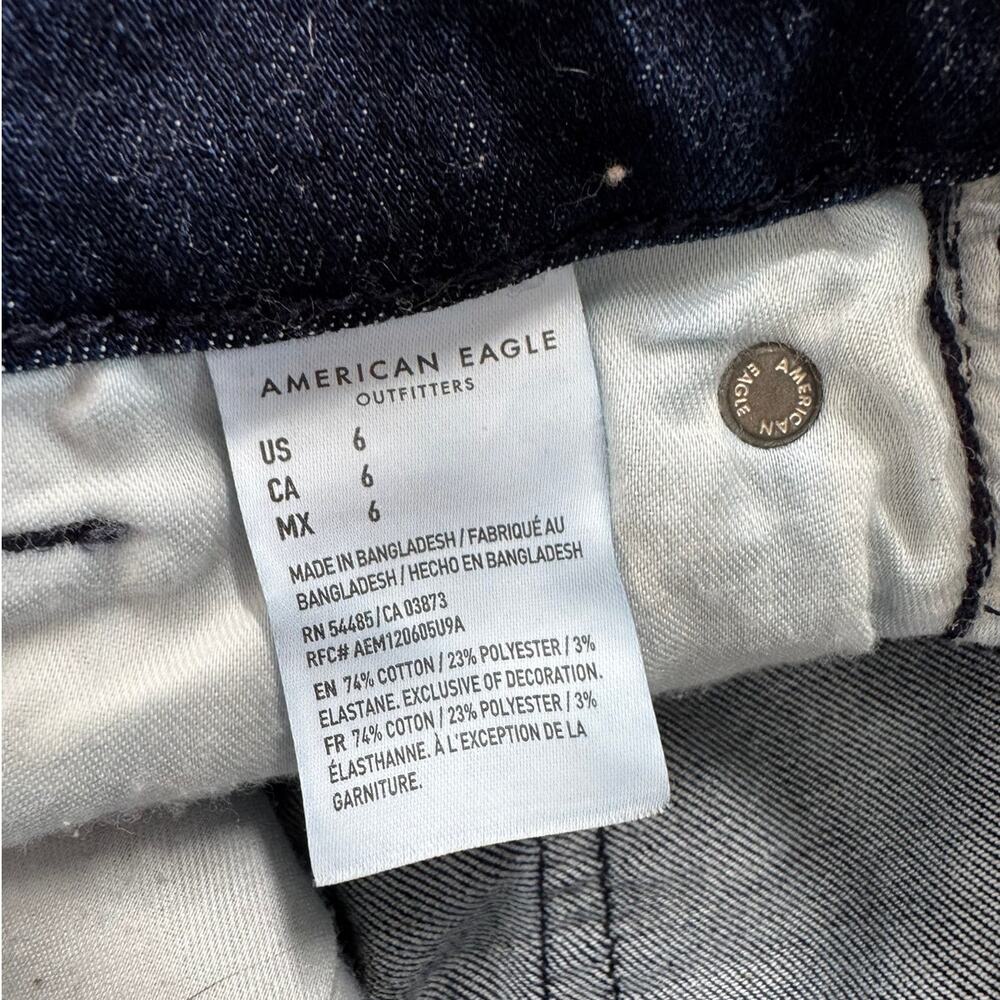 AMERICAN EAGLE
OUTFITTERS
US 6
CA 6
MX 6
MADE IN BANGLADESH / FABRIQUÉ AU
BANGLADESH / HECHO EN BANGLADESH
RN 54485/CA 03873
RFC# AEM120605U9A
EN 74% COTTON / 23% POLYESTER / 3%
ELASTANE. EXCLUSIVE OF DECORATION.
FR 74% COTON / 23% POLYESTER / 3%
ÉLASTHANNE. À L'EXCEPTION DE LA
GARNITURE.
AMERICAN EAGLE